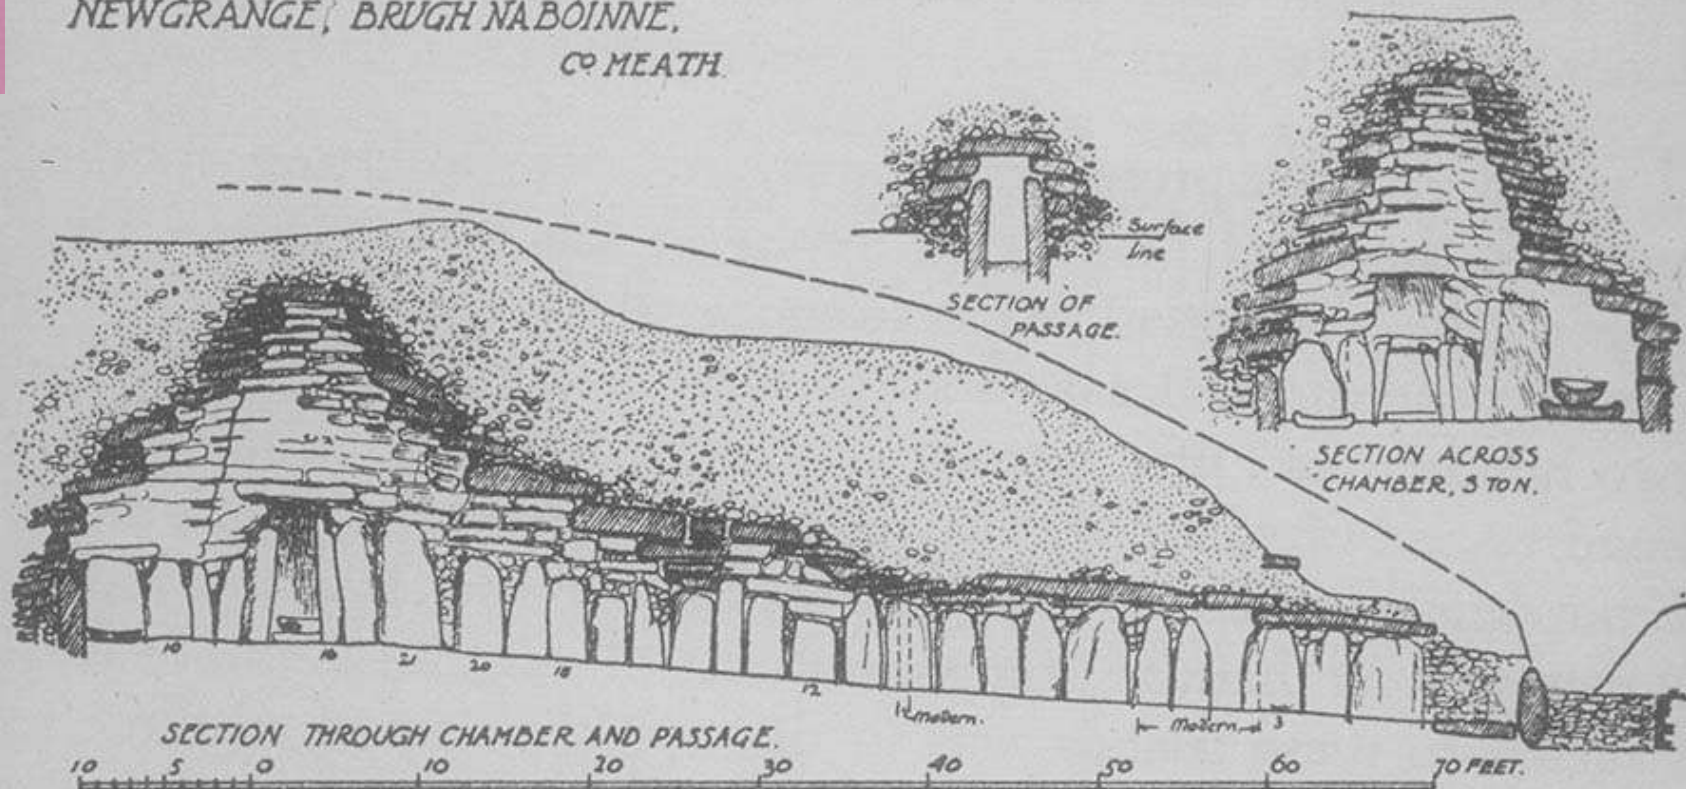 NEWGRANGE, BRUGH NA BOINNE,
Co MEATH
Surface
line
SECTION OF
PASSAGE.
SECTION ACROSS
CHAMBER, S TO N.
10 16 21 20 18 12
modern.
modern 3
SECTION THROUGH CHAMBER AND PASSAGE.
10 5 0 10 20 30 40 50 60 70 FEET.